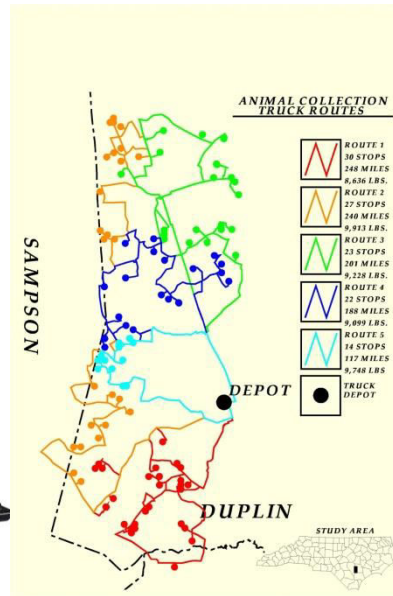 ANIMAL COLLECTION
TRUCK ROUTES
ROUTE 1
30 STOPS
248 MILES
8,636 LBS.
ROUTE 2
27 STOPS
240 MILES
9,913 LBS.
ROUTE 3
23 STOPS
201 MILES
9,228 LBS.
ROUTE 4
22 STOPS
188 MILES
9,099 LBS.
ROUTE 5
14 STOPS
117 MILES
9,748 LBS
TRUCK
DEPOT
SAMPSON
DEPOT
DUPLIN
STUDY AREA